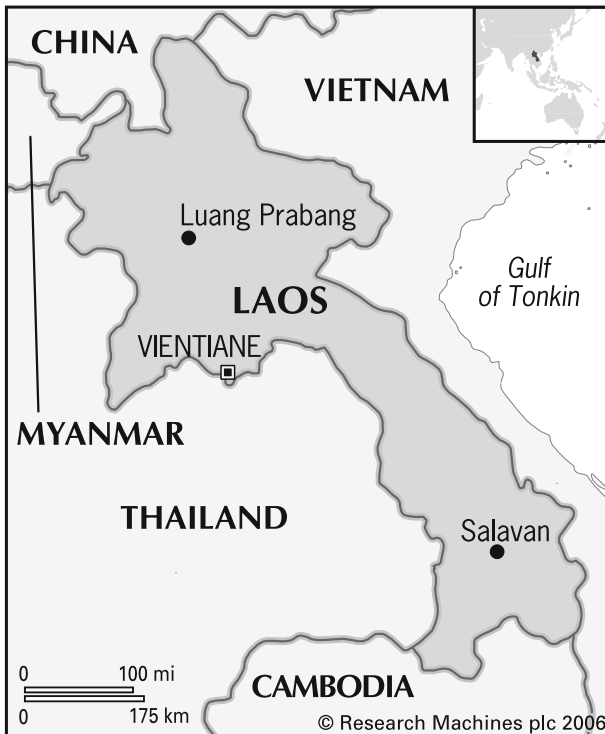 CHINA
VIETNAM
Luang Prabang
Gulf
of Tonkin
LAOS
VIENTIANE
MYANMAR
THAILAND
Salavan
0 100 mi
0 175 km
CAMBODIA
© Research Machines plc 2006